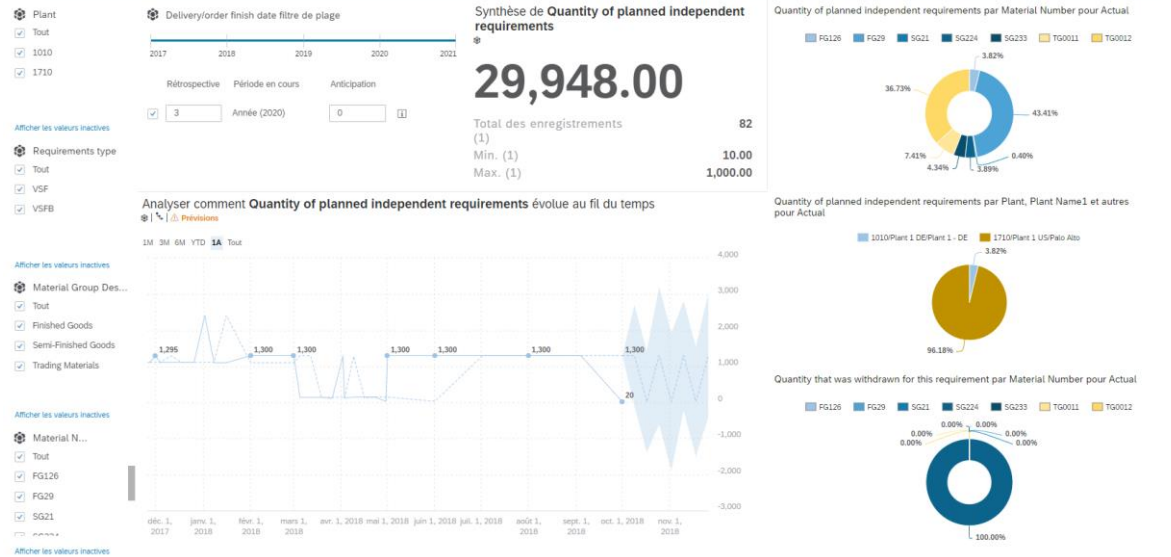 Plant
Tout
1010
1710
Afficher les valeurs inactives
Requirements type
Tout
VSF
VSFB
Afficher les valeurs inactives
Material Group Des...
Tout
Finished Goods
Semi-Finished Goods
Trading Materials
Afficher les valeurs inactives
Material N...
Tout
FG126
FG29
SG21
SG224
Afficher les valeurs inactives
Delivery/order finish date filtre de plage
2017 2018 2019 2020 2021
Rétrospective Période en cours Anticipation
3 Année (2020) 0
Synthèse de Quantity of planned independent
requirements
29,948.00
Total des enregistrements 82
(1)
Min. (1) 10.00
Max. (1) 1,000.00
Analyser comment Quantity of planned independent requirements évolue au fil du temps
Prévisions
1M 3M 6M YTD 1A Tout
4,000
3,000
2,000
1,000
0
-1,000
-2,000
-3,000
1,295 1,300 1,300 1,300 1,300 1,300 1,300
20
déc. 1, janv. 1, févr. 1, mars 1, avr. 1, 2018 mai 1, 2018 juin 1, 2018 juil. 1, 2018 août 1, sept. 1, oct. 1, 2018 nov. 1,
2017 2018 2018 2018 2018 2018 2018
Quantity of planned independent requirements par Material Number pour Actual
FG126 FG29 SG21 SG224 SG233 TG0011 TG0012
3.82%
36.73%
43.41%
7.41%
0.40%
4.34%
3.89%
Quantity of planned independent requirements par Plant, Plant Name1 et autres
pour Actual
1010/Plant 1 DE/Plant 1 - DE 1710/Plant 1 US/Palo Alto
3.82%
96.18%
Quantity that was withdrawn for this requirement par Material Number pour Actual
FG126 FG29 SG21 SG224 SG233 TG0011 TG0012
0.00% 0.00%
0.00% 0.00%
0.00% 0.00%
100.00%